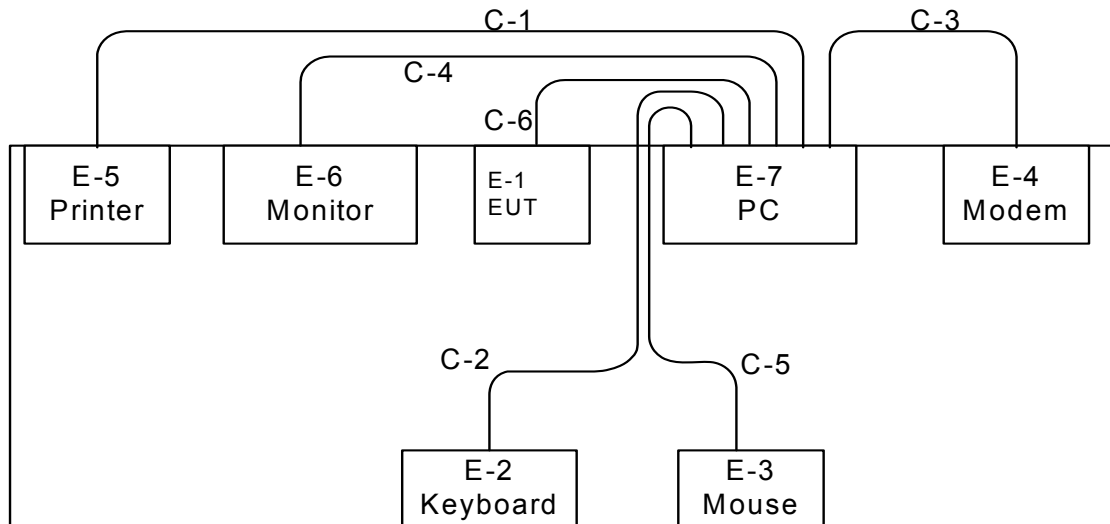 C-1
C-3
C-4
C-6
E-5
Printer
E-6
Monitor
E-1
EUT
E-7
PC
E-4
Modem
C-2
C-5
E-2
Keyboard
E-3
Mouse